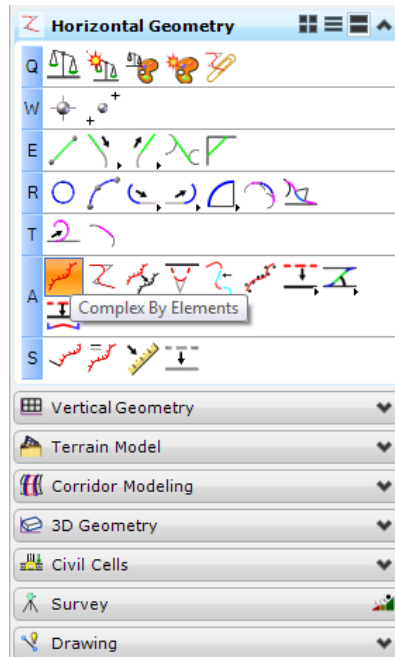 Horizontal Geometry
Q
W
E
R
T
A
Complex By Elements
S
Vertical Geometry
Terrain Model
Corridor Modeling
3D Geometry
Civil Cells
Survey
Drawing